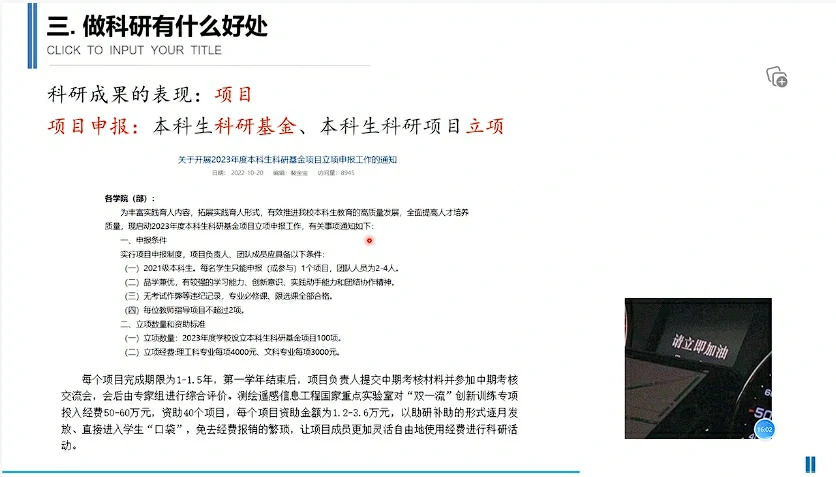 三. 做科研有什么好处
CLICK TO INPUT YOUR TITLE
科研成果的表现：项目
项目申报：本科生科研基金、本科生科研项目立项
关于开展2023年度本科生科研基金项目立项申报工作的通知
日期： 2022-10-20 编辑： 访问量：8945
各学院（部）：
为丰富实践育人内容，拓展实践育人形式，有效推进我校本科生教育的高质量发展，全面提高人才培养
质量，现启动2023年度本科生科研基金项目立项申报工作，有关事项通知如下：
一、申报条件
实行项目申报制度，项目负责人、团队成员应具备以下条件：
（一）2021级本科生。每名学生只能申报（或参与）1个项目，团队人员为2-4人。
（二）品学兼优，有较强的学习能力、创新意识、实践动手能力和团结协作精神。
（三）无考试作弊等违纪记录，专业必修课、限选课全部合格。
（四）每位教师指导项目不超过2项。
二、立项数量和资助标准
（一）立项数量：2023年度学校设立本科生科研基金项目100项。
（二）立项经费:理工科专业每项4000元、文科专业每项3000元。
每个项目完成期限为1-1.5年，第一学年结束后，项目负责人提交中期考核材料并参加中期考核
交流会，会后由专家组进行综合评价。测绘遥感信息工程国家重点实验室对“双一流”创新训练专项
投入经费50-60万元，资助40个项目，每个项目资助金额为1.2-3.6万元，以助研补助的形式逐月发
放、直接进入学生“口袋”，免去经费报销的繁琐，让项目成员更加灵活自由地使用经费进行科研活
动。
请立即加油
50
16:02